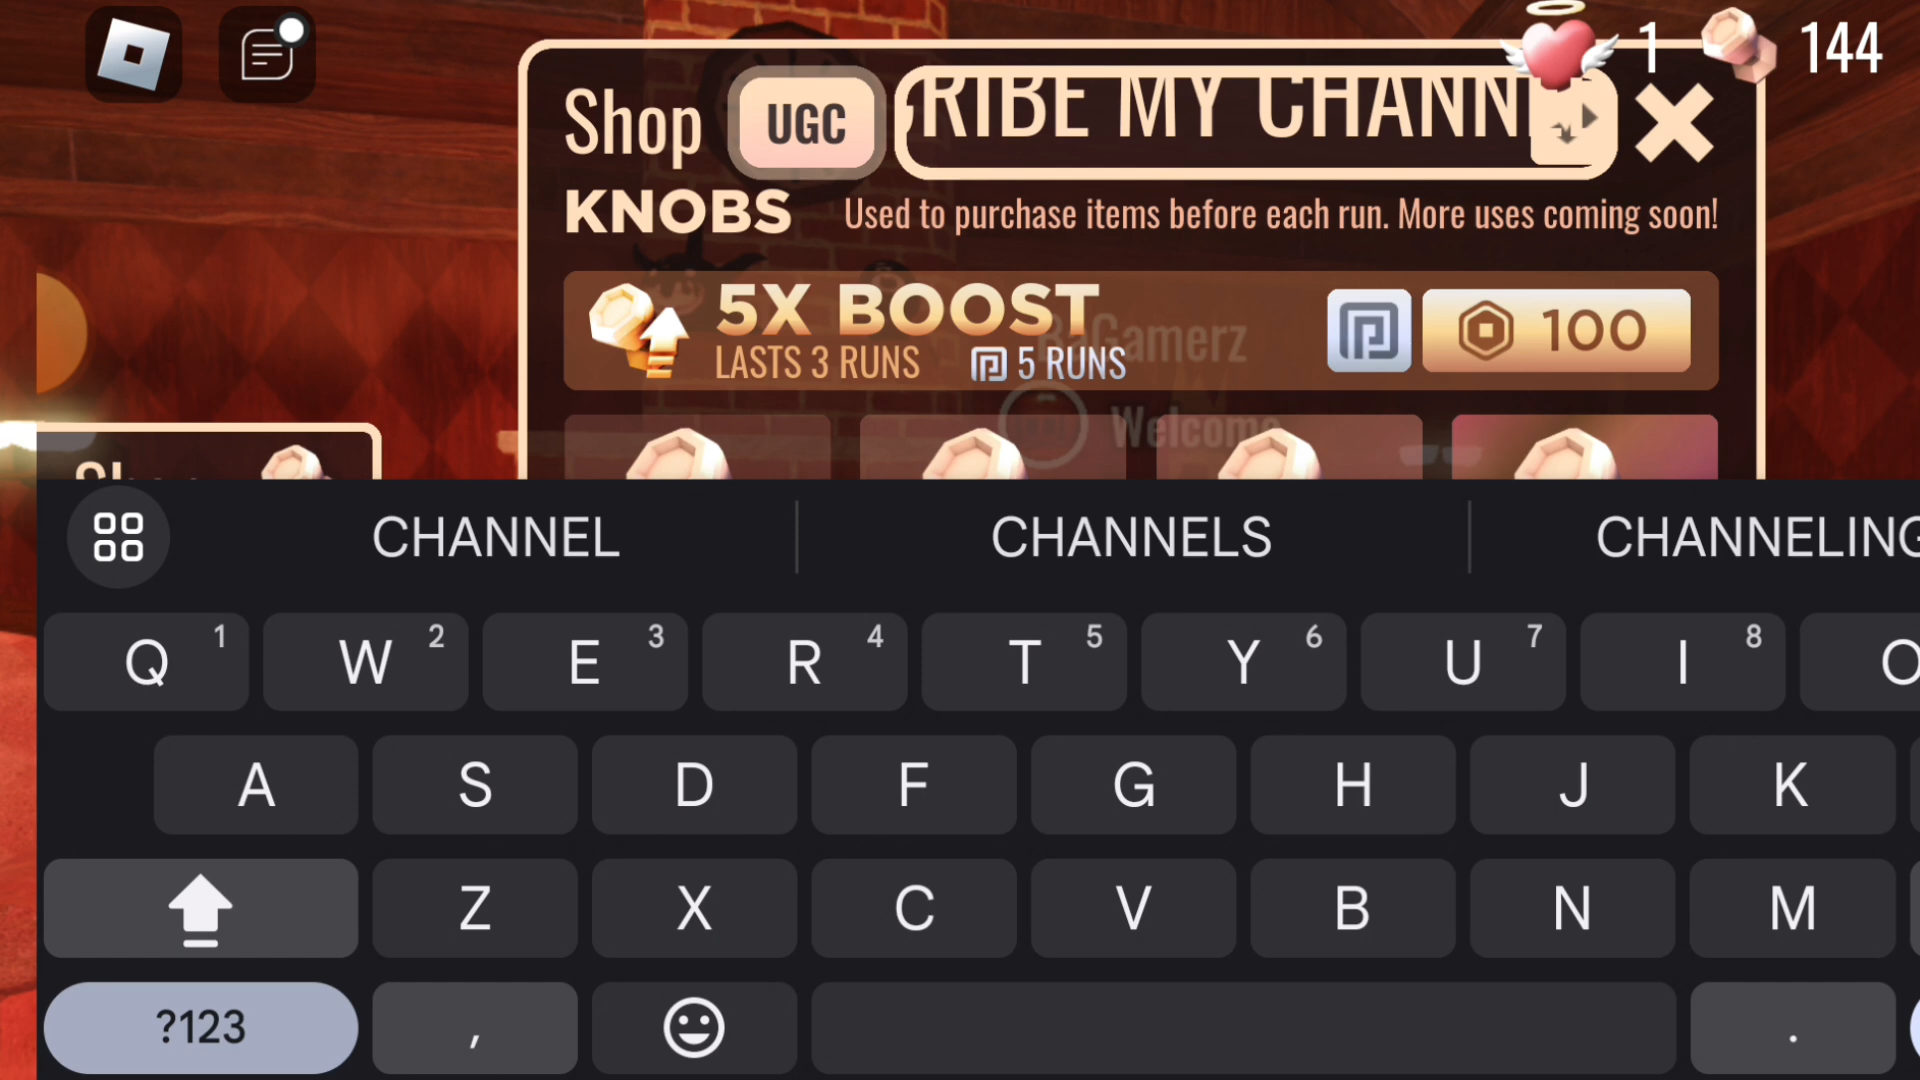 1
144
Shop
UGC
RIBE MY CHANN
KNOBS
Used to purchase items before each run. More uses coming soon!
5X BOOST
LASTS 3 RUNS
5 RUNS
100
Gamerz
Welcome
CHANNEL
CHANNELS
CHANNELING
Q 1 W 2 E 3 R 4 T 5 Y 6 U 7 I 8 O
A S D F G H J K
Z X C V B N M
?123 , .